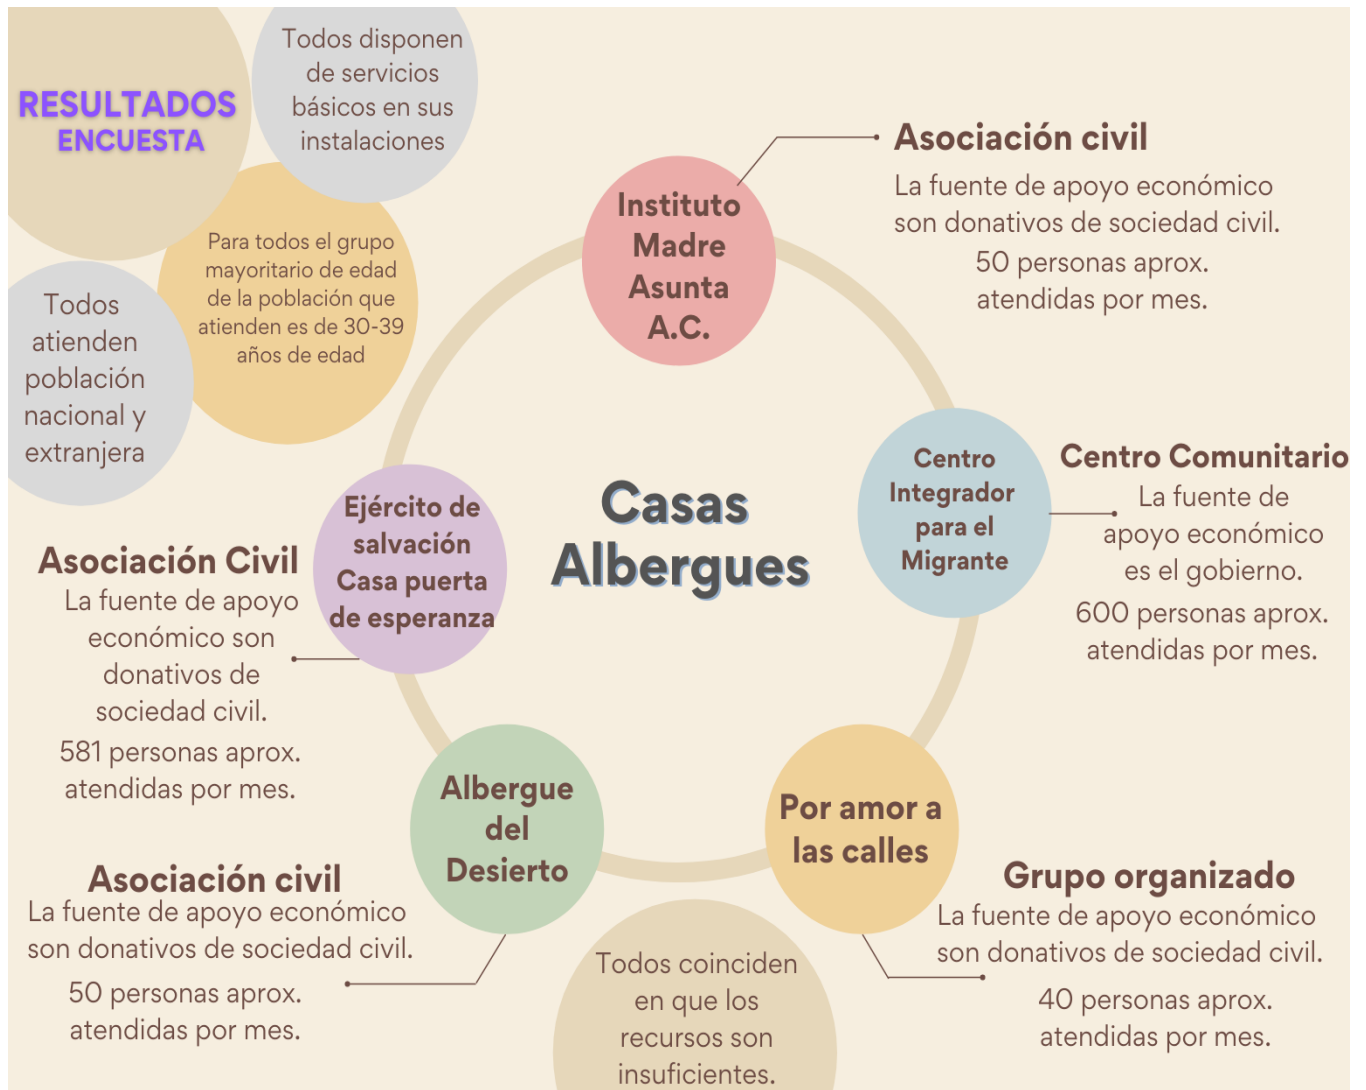 RESULTADOS
ENCUESTA
Todos disponen
de servicios
básicos en sus
instalaciones
Para todos el grupo
mayoritario de edad
de la población que
atienden es de 30-39
años de edad
Todos
atienden
población
nacional y
extranjera
Casas
Albergues
Instituto
Madre
Asunta
A.C.
Asociación civil
La fuente de apoyo económico
son donativos de sociedad civil.
50 personas aprox.
atendidas por mes.
Centro
Integrador
para el
Migrante
Centro Comunitario
La fuente de
apoyo económico
es el gobierno.
600 personas aprox.
atendidas por mes.
Por amor a
las calles
Grupo organizado
La fuente de apoyo económico
son donativos de sociedad civil.
40 personas aprox.
atendidas por mes.
Albergue
del
Desierto
Asociación civil
La fuente de apoyo económico
son donativos de sociedad civil.
50 personas aprox.
atendidas por mes.
Ejército de
salvación
Casa puerta
de esperanza
Asociación Civil
La fuente de apoyo
económico son
donativos de
sociedad civil.
581 personas aprox.
atendidas por mes.
Todos coinciden
en que los
recursos son
insuficientes.